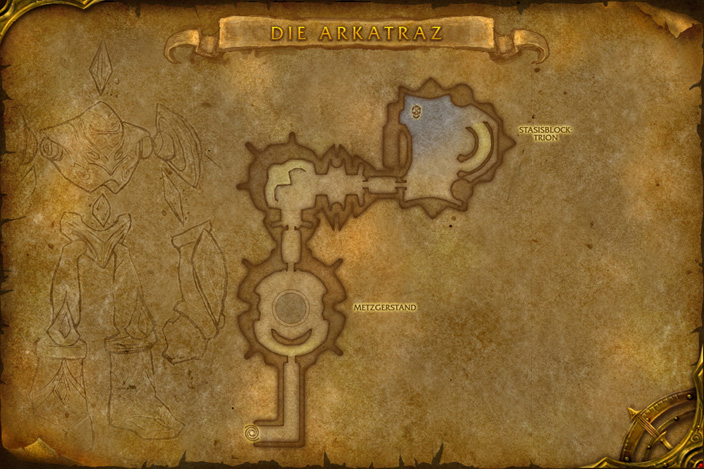 DIE ARKATRAZ
STASISBLOCK:
TRION
METZGERSTAND